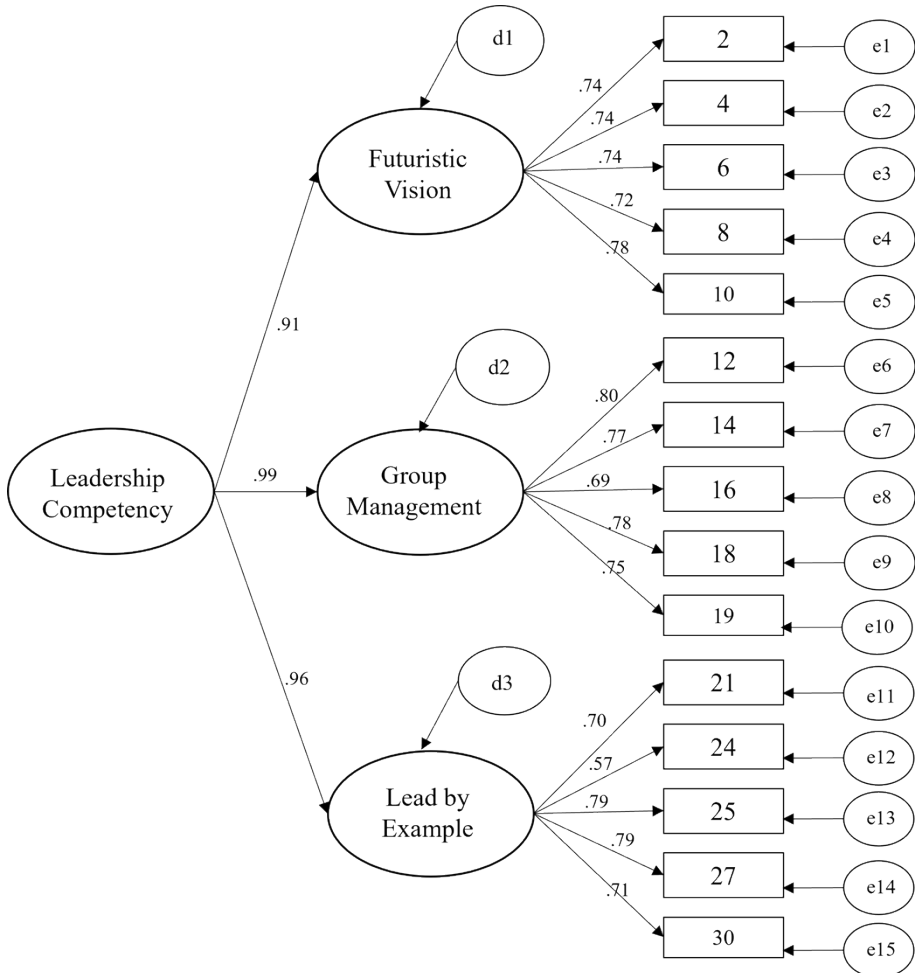 d1
2
e1
.74
4
e2
.74
Futuristic
Vision
.74
6
e3
.72
8
e4
.78
10
e5
.91
d2
12
e6
.80
14
e7
.77
Leadership
Competency
.99
Group
Management
.69
16
e8
.78
18
e9
.75
19
e10
.96
d3
21
e11
.70
24
e12
.57
Lead by
Example
.79
25
e13
.79
27
e14
.71
30
e15